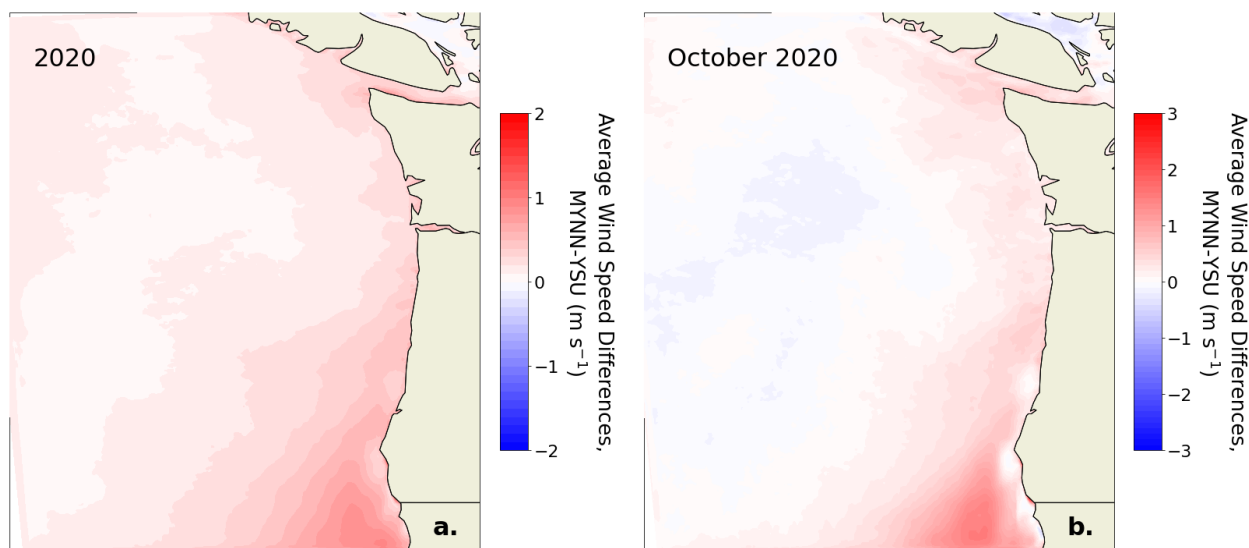 2020
2
1
0
−1
−2
Average Wind Speed Differences,
MYNN-YSU (m s⁻¹)
a.
October 2020
3
2
1
0
−1
−2
−3
Average Wind Speed Differences,
MYNN-YSU (m s⁻¹)
b.